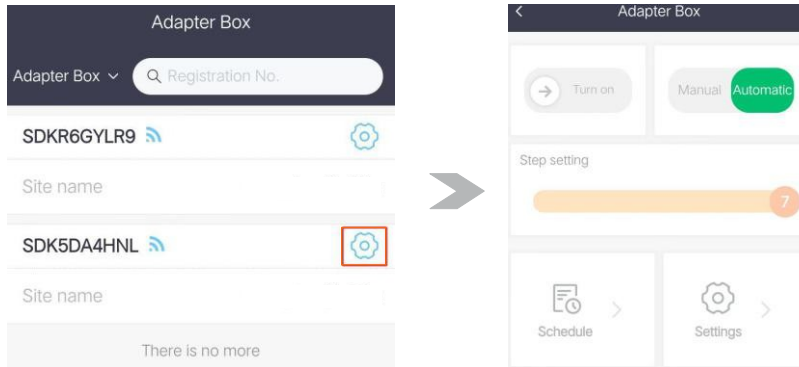 Adapter Box
Adapter Box
Registration No.
SDKR6GYLR9
Site name
SDK5DA4HNL
Site name
There is no more
Adapter Box
Turn on
Manual Automatic
Step setting
7
Schedule
Settings